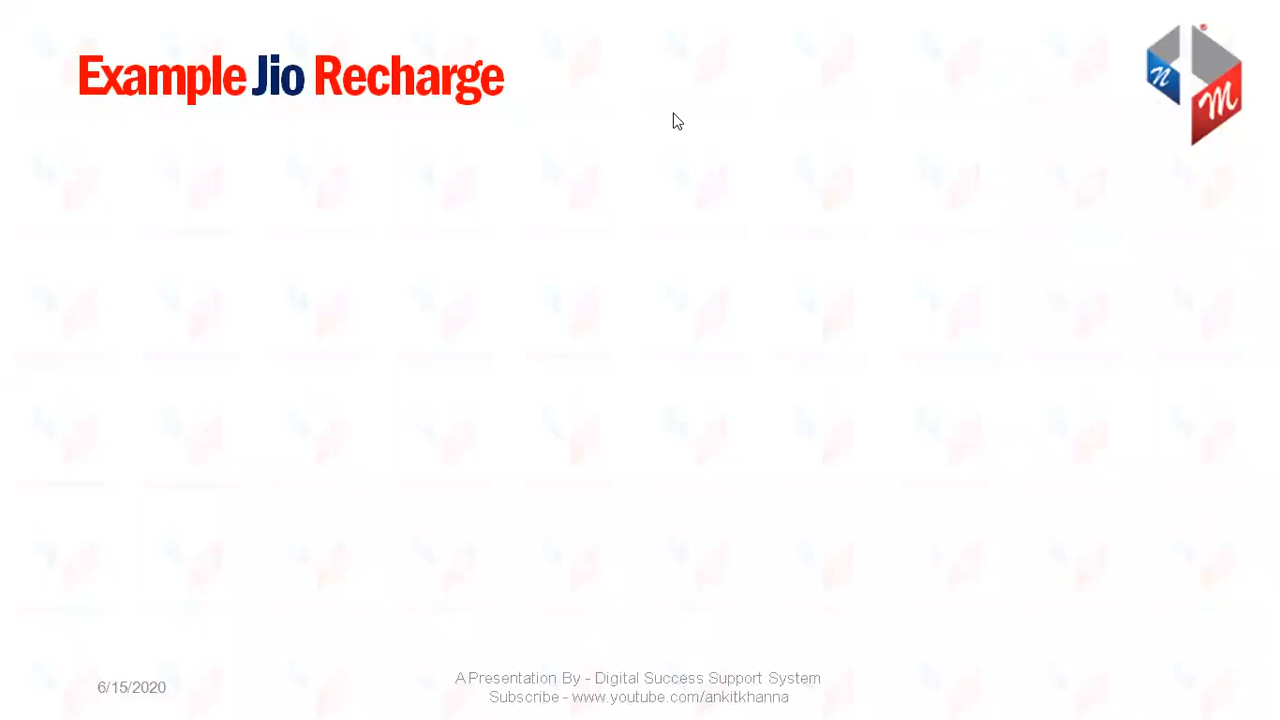 Example Jio Recharge
n
m
6/15/2020
A Presentation By - Digital Success Support System
Subscribe - www.youtube.com/ankitkhanna